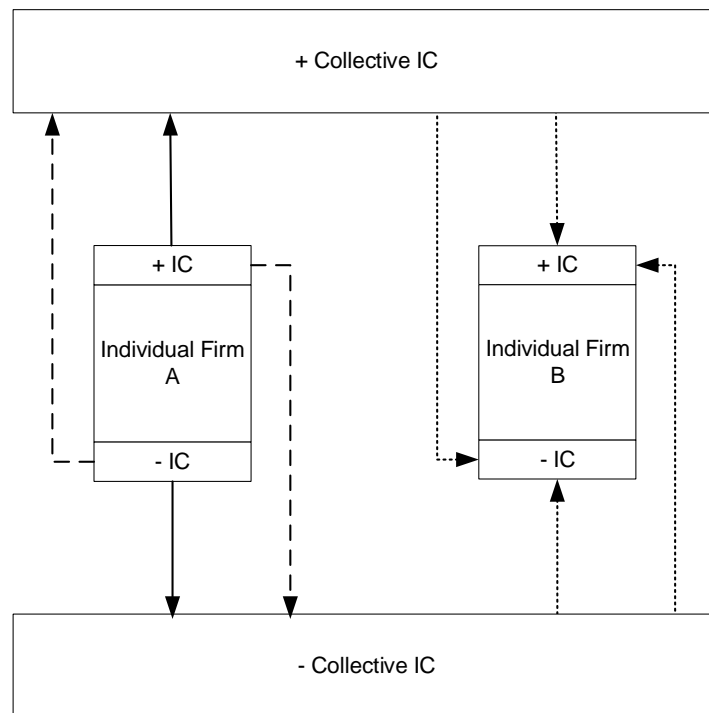 + Collective IC
+ IC
Individual Firm
A
- IC
+ IC
Individual Firm
B
- IC
- Collective IC